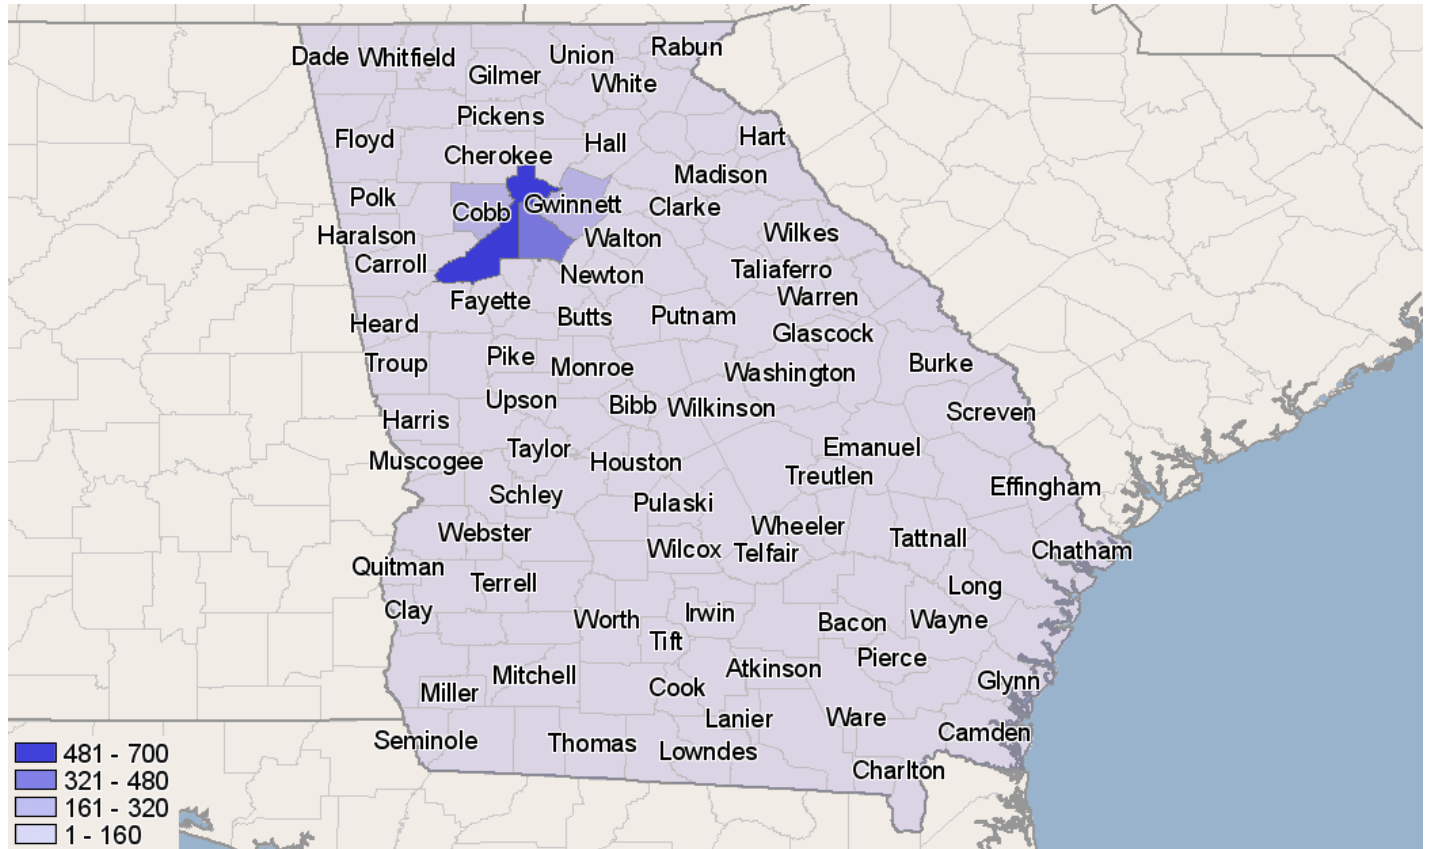 Dade Whitfield
Union
Rabun
Gilmer
White
Pickens
Floyd
Hall
Hart
Cherokee
Madison
Polk
Cobb
Gwinnett
Clarke
Haralson
Walton
Wilkes
Carroll
Newton
Taliaferro
Fayette
Warren
Heard
Butts
Putnam
Glascock
Troup
Pike
Monroe
Washington
Burke
Upson
Bibb
Wilkinson
Screven
Harris
Muscogee
Taylor
Houston
Emanuel
Treutlen
Effingham
Schley
Pulaski
Webster
Wheeler
Tattnall
Wilcox
Telfair
Chatham
Quitman
Terrell
Long
Clay
Worth
Irwin
Bacon
Wayne
Tift
Pierce
Mitchell
Atkinson
Glynn
Miller
Cook
Lanier
Ware
Camden
Seminole
Thomas
Lowndes
Charlton
481 - 700
321 - 480
161 - 320
1 - 160